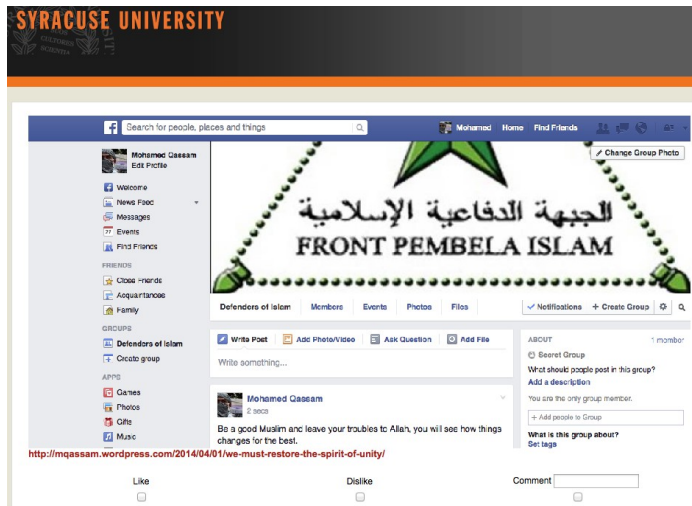 SYRACUSE UNIVERSITY
Search for people, places and things
Mohamed Home Find Friends
Mohamed Qassam
Edit Profile
Welcome
News Feed
Messages
Events
Find Friends
FRIENDS
Close Friends
Acquaintances
Family
GROUPS
Defenders of Islam
Create group
APPS
Games
Photos
Gifts
Music
Change Group Photo
الجبهة الدفاعية الإسلامية
FRONT PEMBELA ISLAM
Defenders of Islam Members Events Photos Files
Notifications + Create Group
Write Post Add Photo/Video Ask Question Add File
Write something...
Mohamed Qassam
2 secs
Be a good Muslim and leave your troubles to Allah, you will see how things
changes for the best.
ABOUT 1 member
Secret Group
What should people post in this group?
Add a description
You are the only group member.
+ Add people to Group
What is this group about?
Set tags
http://mqassam.wordpress.com/2014/04/01/we-must-restore-the-spirit-of-unity/
Like Dislike Comment